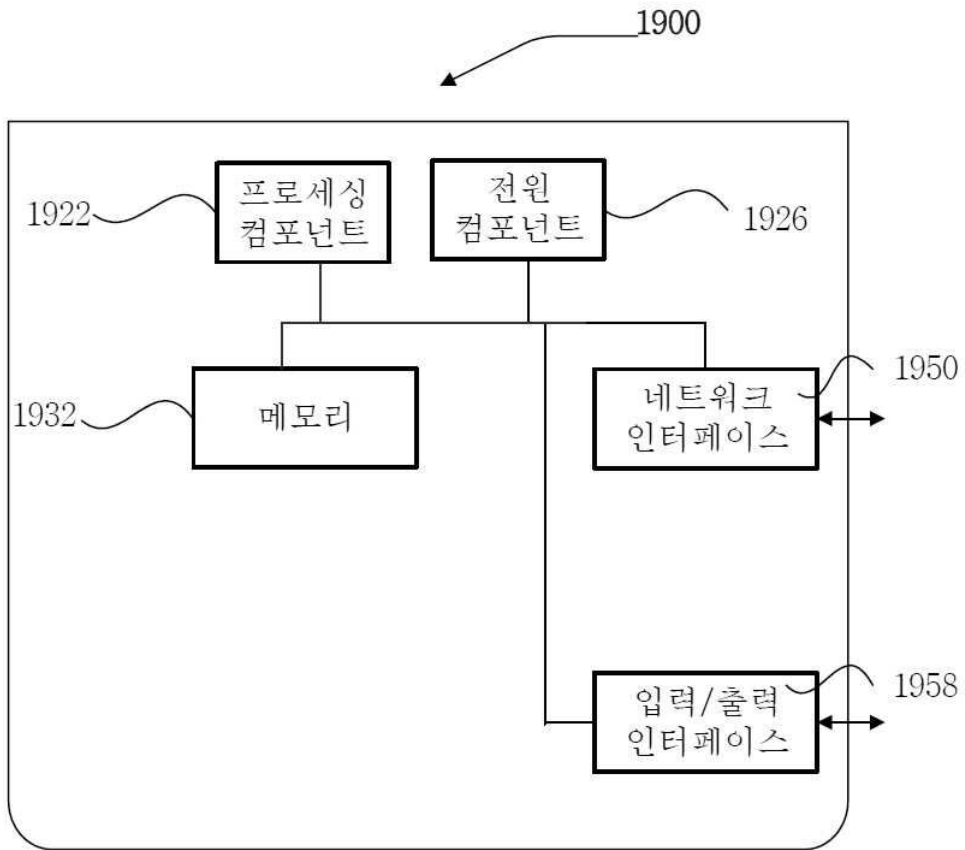 1900
프로세싱
컴포넌트
1922
전원
컴포넌트
1926
메모리
1932
네트워크
인터페이스
1950
입력/출력
인터페이스
1958